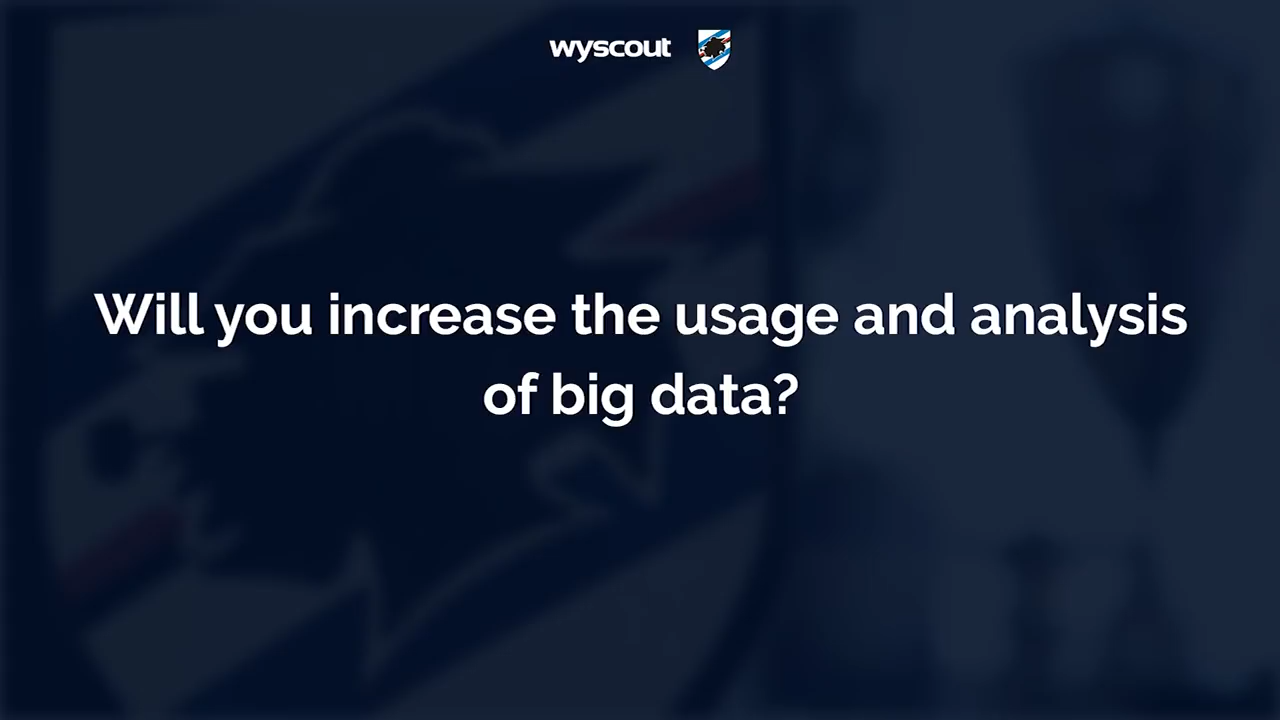 wyscout
Will you increase the usage and analysis
of big data?